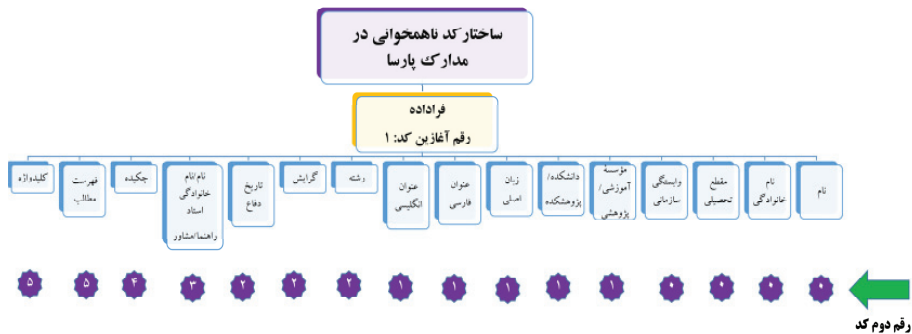 ساختار کد ناهمخوانی در
مدارک پارسا
فراداده
رقم آغازین کد: ۱
نام
نام
خانوادگی
مقطع
تحصیلی
وابستگی
سازمانی
مؤسسة
آموزشی/
پژوهشی
دانشکده/
پژوهشکده
زبان
اصلی
عنوان
فارسی
عنوان
انگلیسی
رشته
گرایش
تاریخ
دفاع
نام/نام
خانوادگی
استاد
راهنما/مشاور
چکیده
فهرست
مطالب
کلیدواژه
۰ ۰ ۰ ۰ ۱ ۱ ۱ ۱ ۱ ۲ ۲ ۲ ۳ ۴ ۵ ۵
رقم دوم کد